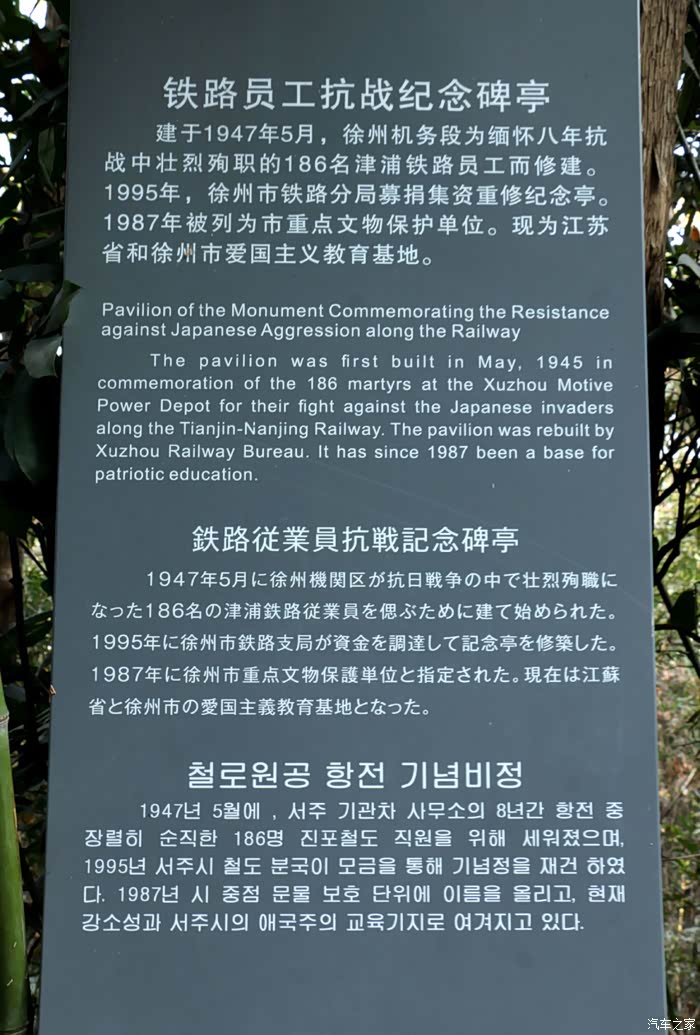 铁路员工抗战纪念碑亭
建于1947年5月，徐州机务段为缅怀八年抗
战中壮烈殉职的186名津浦铁路员工而修建。
1995年，徐州市铁路分局募捐集资重修纪念亭。
1987年被列为市重点文物保护单位。现为江苏
省和徐州市爱国主义教育基地。
Pavilion of the Monument Commemorating the Resistance
against Japanese Aggression along the Railway
The pavilion was first built in May, 1945 in
commemoration of the 186 martyrs at the Xuzhou Motive
Power Depot for their fight against the Japanese invaders
along the Tianjin-Nanjing Railway. The pavilion was rebuilt by
Xuzhou Railway Bureau. It has since 1987 been a base for
patriotic education.
鉄路従業員抗戦記念碑亭
1947年5月に徐州機関区が抗日戦争の中で壮烈殉職に
なった186名の津浦鉄路従業員を偲ぶために建て始められた。
1995年に徐州市鉄路支局が資金を調達して記念亭を修築した。
1987年に徐州市重点文物保護単位と指定された。現在は江蘇
省と徐州市の愛国主義教育基地となった。
철로원공 항전 기념비정
1947년 5월에 , 서주 기관차 사무소의 8년간 항전 중
장렬히 순직한 186명 진포철도 직원을 위해 세워졌으며,
1995년 서주시 철도 분국이 모금을 통해 기념정을 재건 하였
다. 1987년 시 중점 문물 보호 단위에 이름을 올리고, 현재
강소성과 서주시의 애국주의 교육기지로 여겨지고 있다.
汽车之家